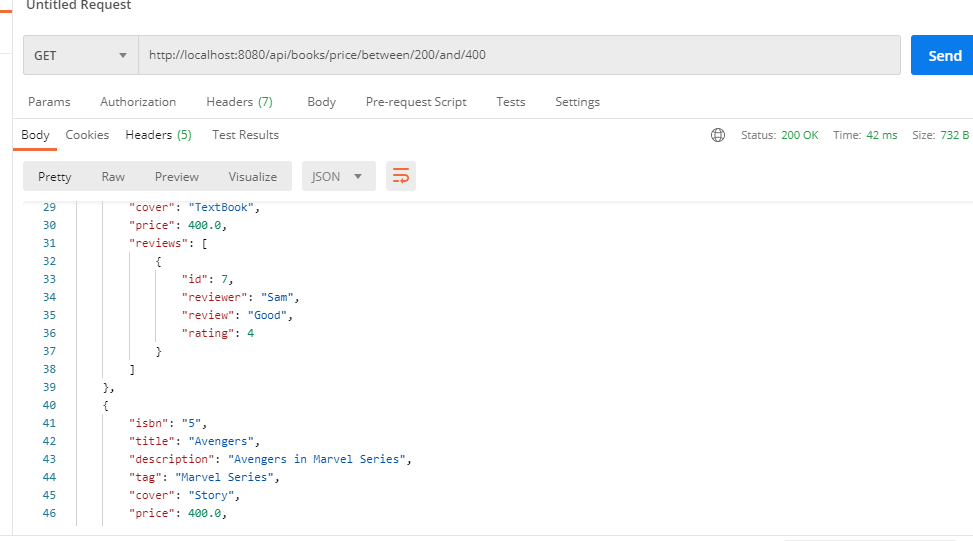 Untitled Request
GET http://localhost:8080/api/books/price/between/200/and/400 Send
Params Authorization Headers (7) Body Pre-request Script Tests Settings
Body Cookies Headers (5) Test Results Status: 200 OK Time: 42 ms Size: 732 B
Pretty Raw Preview Visualize JSON
29 "cover": "TextBook",
30 "price": 400.0,
31 "reviews": [
32 {
33 "id": 7,
34 "reviewer": "Sam",
35 "review": "Good",
36 "rating": 4
37 }
38 ]
39 },
40 {
41 "isbn": "5",
42 "title": "Avengers",
43 "description": "Avengers in Marvel Series",
44 "tag": "Marvel Series",
45 "cover": "Story",
46 "price": 400.0,